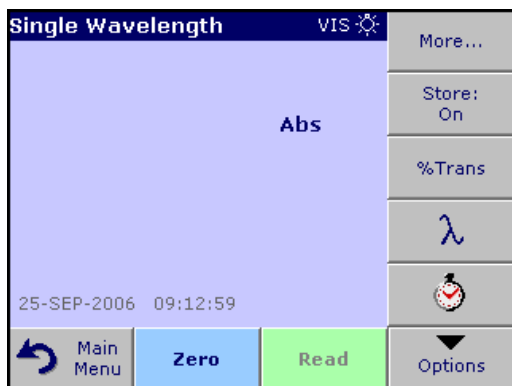 Single Wavelength VIS
More...
Store:
On
Abs
%Trans
λ
25-SEP-2006 09:12:59
Main
Menu
Zero
Read
Options